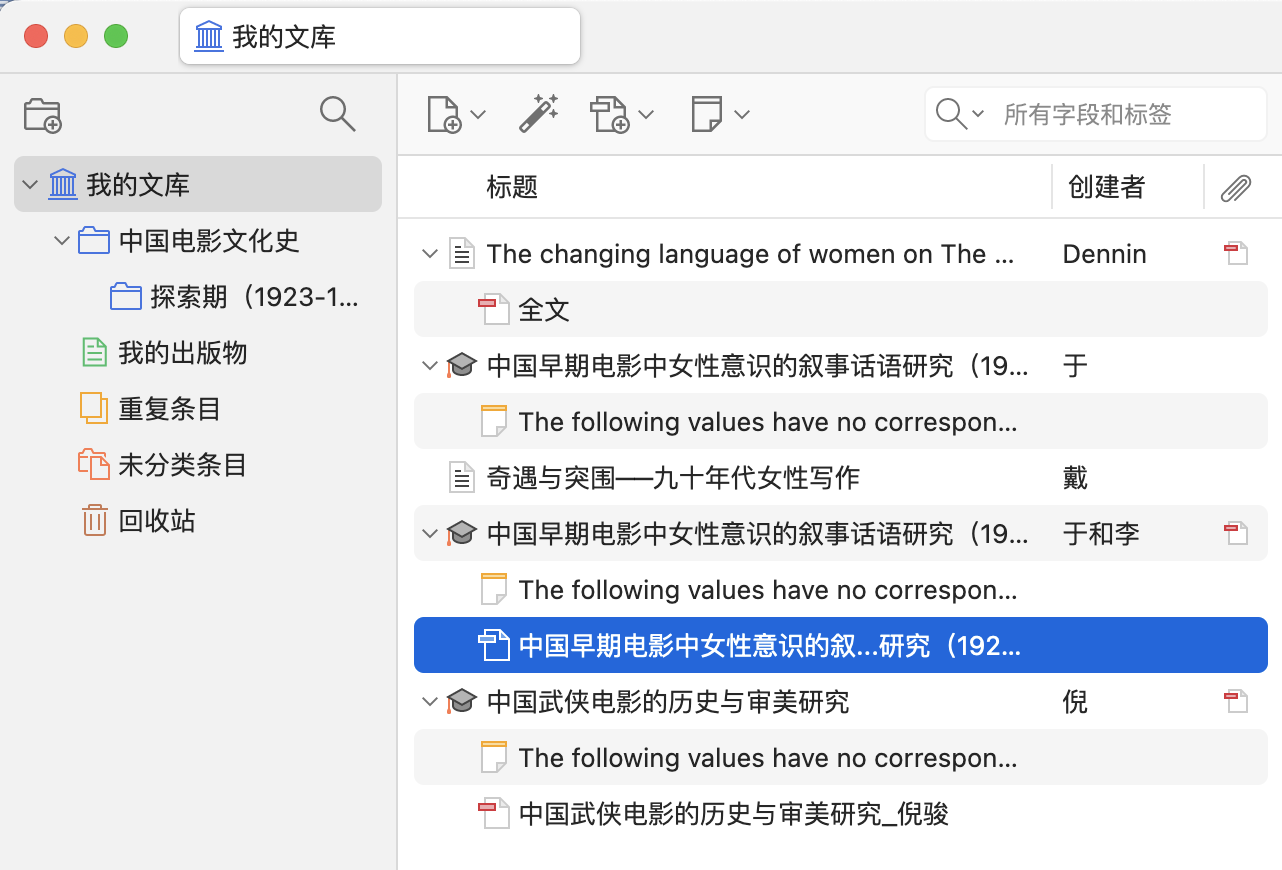 我的文库
所有字段和标签
我的文库
中国电影文化史
探索期（1923-1...
我的出版物
重复条目
未分类条目
回收站
标题 创建者
The changing language of women on The ... Dennin
全文
中国早期电影中女性意识的叙事话语研究（19... 于
The following values have no correspon...
奇遇与突围——九十年代女性写作 戴
中国早期电影中女性意识的叙事话语研究（19... 于和李
The following values have no correspon...
中国早期电影中女性意识的叙...研究（192...
中国武侠电影的历史与审美研究 倪
The following values have no correspon...
中国武侠电影的历史与审美研究_倪骏